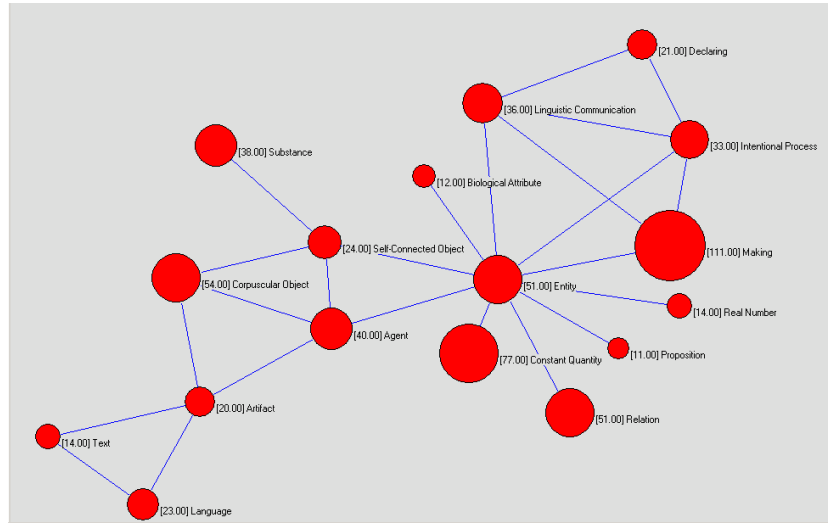 [21.00] Declaring
[36.00] Linguistic Communication
[33.00] Intentional Process
[38.00] Substance
[12.00] Biological Attribute
[24.00] Self-Connected Object
[111.00] Making
[54.00] Corpuscular Object
[51.00] Entity
[14.00] Real Number
[40.00] Agent
[77.00] Constant Quantity
[11.00] Proposition
[20.00] Artifact
[51.00] Relation
[14.00] Text
[23.00] Language